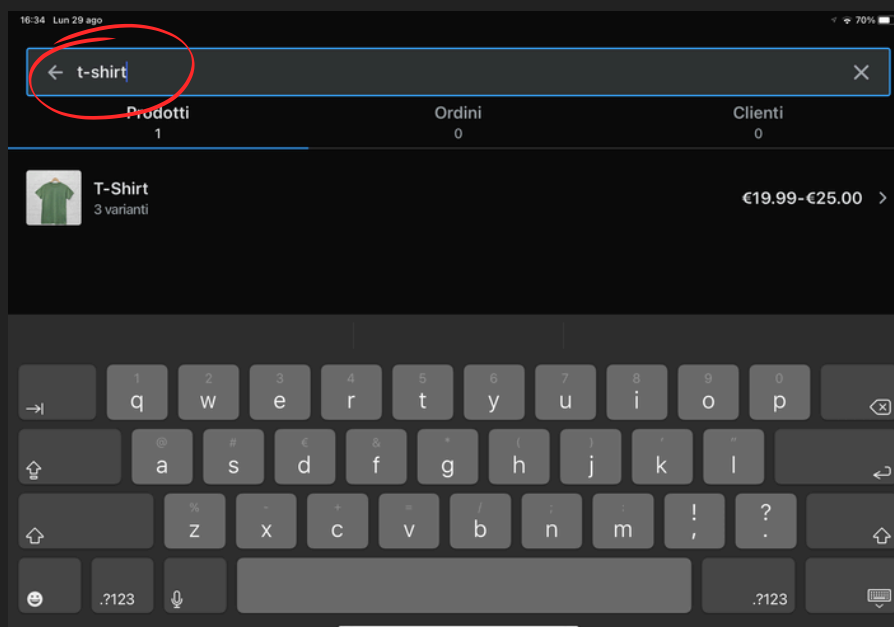 16:34 Lun 29 ago 70%
t-shirt
Prodotti Ordini Clienti
1 0 0
T-Shirt
3 varianti
€19.99-€25.00
1 2 3 4 5 6 7 8 9 0
q w e r t y u i o p
@ # € & * ( ) ' "
a s d f g h j k l
% - + = / ; : ! ?
z x c v b n m , .
.?123 .?123